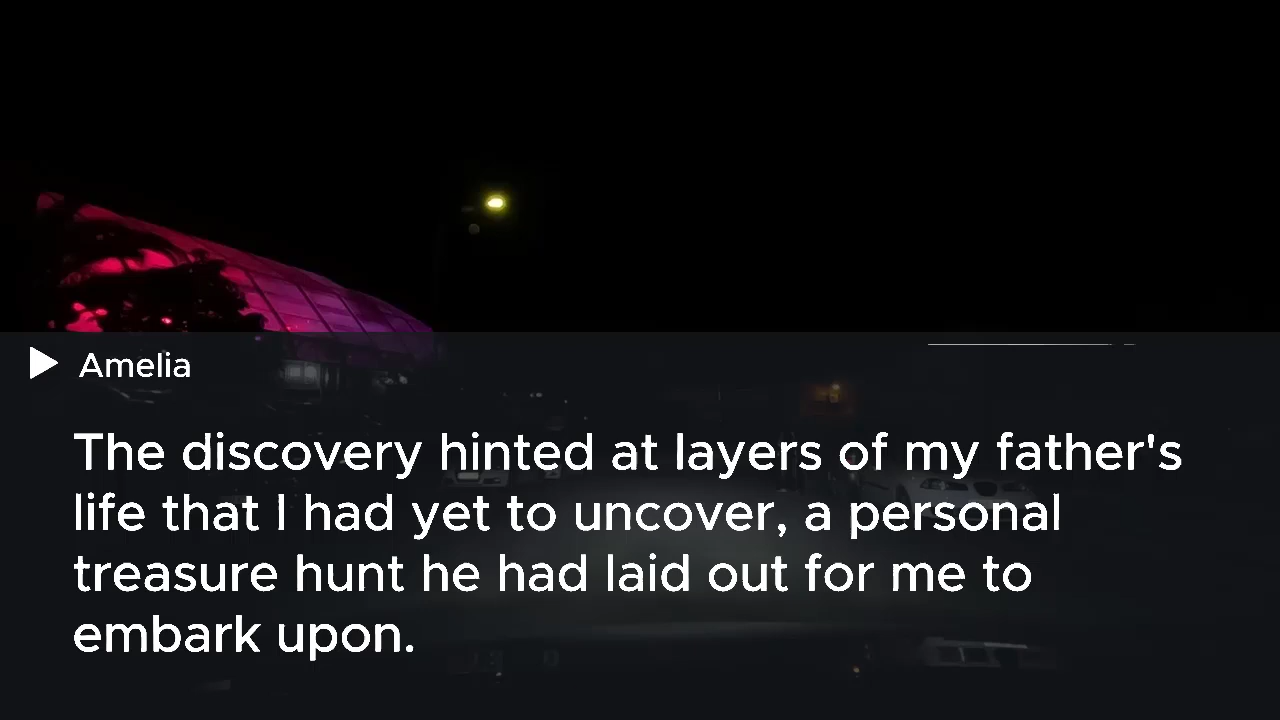 Amelia
The discovery hinted at layers of my father's
life that I had yet to uncover, a personal
treasure hunt he had laid out for me to
embark upon.